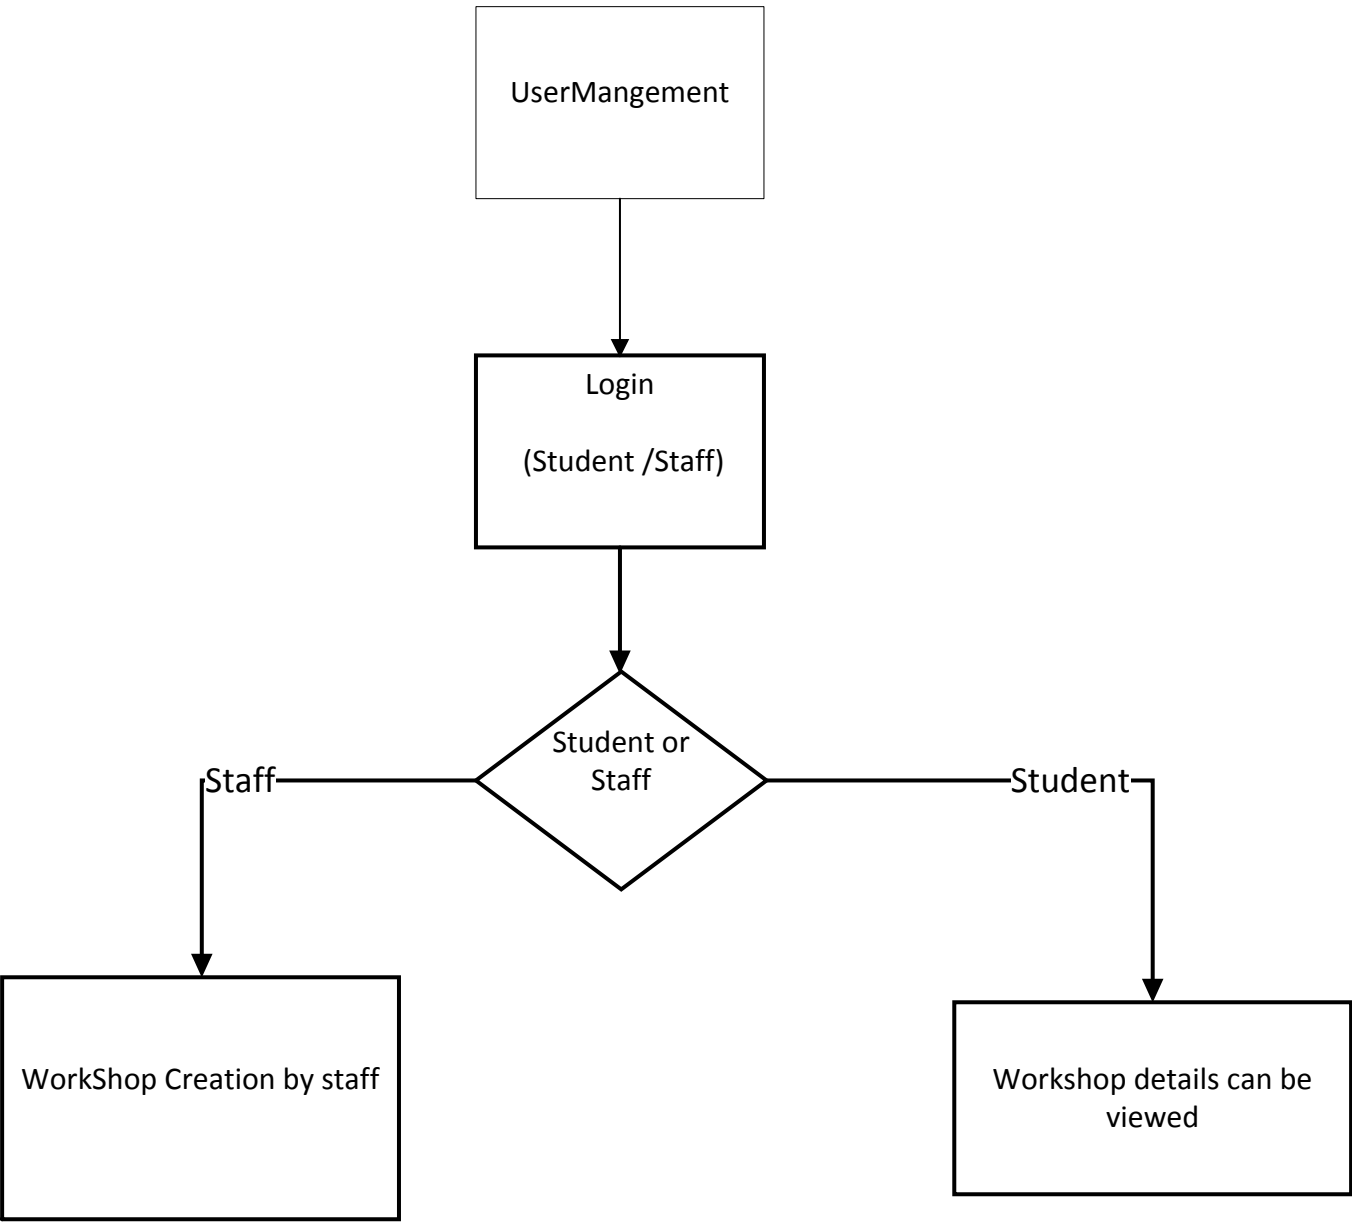 UserMangement
Login
(Student /Staff)
Student or
Staff
Staff
Student
WorkShop Creation by staff
Workshop details can be
viewed